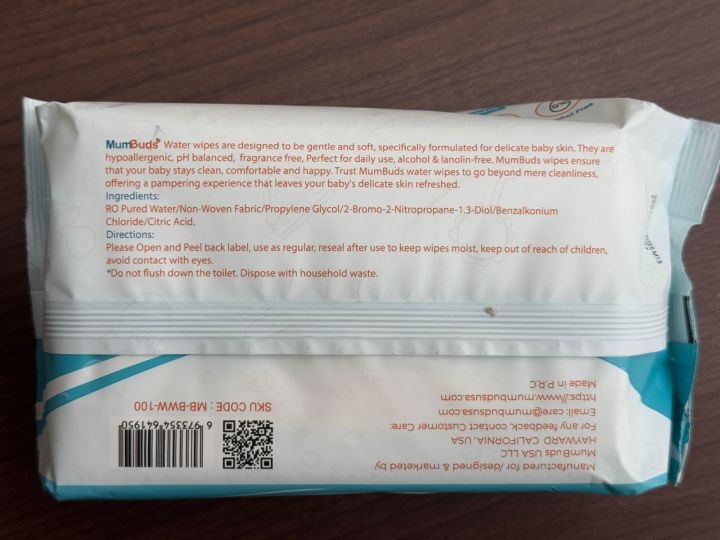 MumBuds® Water wipes are designed to be gentle and soft, specifically formulated for delicate baby skin. They are
hypoallergenic, pH balanced, fragrance free. Perfect for daily use, alcohol & lanolin-free. MumBuds wipes ensure
that your baby stays clean, comfortable and happy. Trust MumBuds water wipes to go beyond mere cleanliness,
offering a pampering experience that leaves your baby's delicate skin refreshed.
Ingredients:
RO Pured Water/Non-Woven Fabric/Propylene Glycol/2-Bromo-2-Nitropropane-1.3-Diol/Benzalkonium
Chloride/Citric Acid.
Directions:
Please Open and Peel back label, use as regular, reseal after use to keep wipes moist, keep out of reach of children,
avoid contact with eyes.
*Do not flush down the toilet. Dispose with household waste.
Manufactured for /designed & marketed by
MumBuds USA LLC
HAYWARD CALIFORNIA USA
For any feedback, contact Customer Care:
Email: care@mumbudsusa.com
https://www.mumbudsusa.com
Made in P.R.C
6 973354 641950
SKU CODE : MB-BWW-100
Free